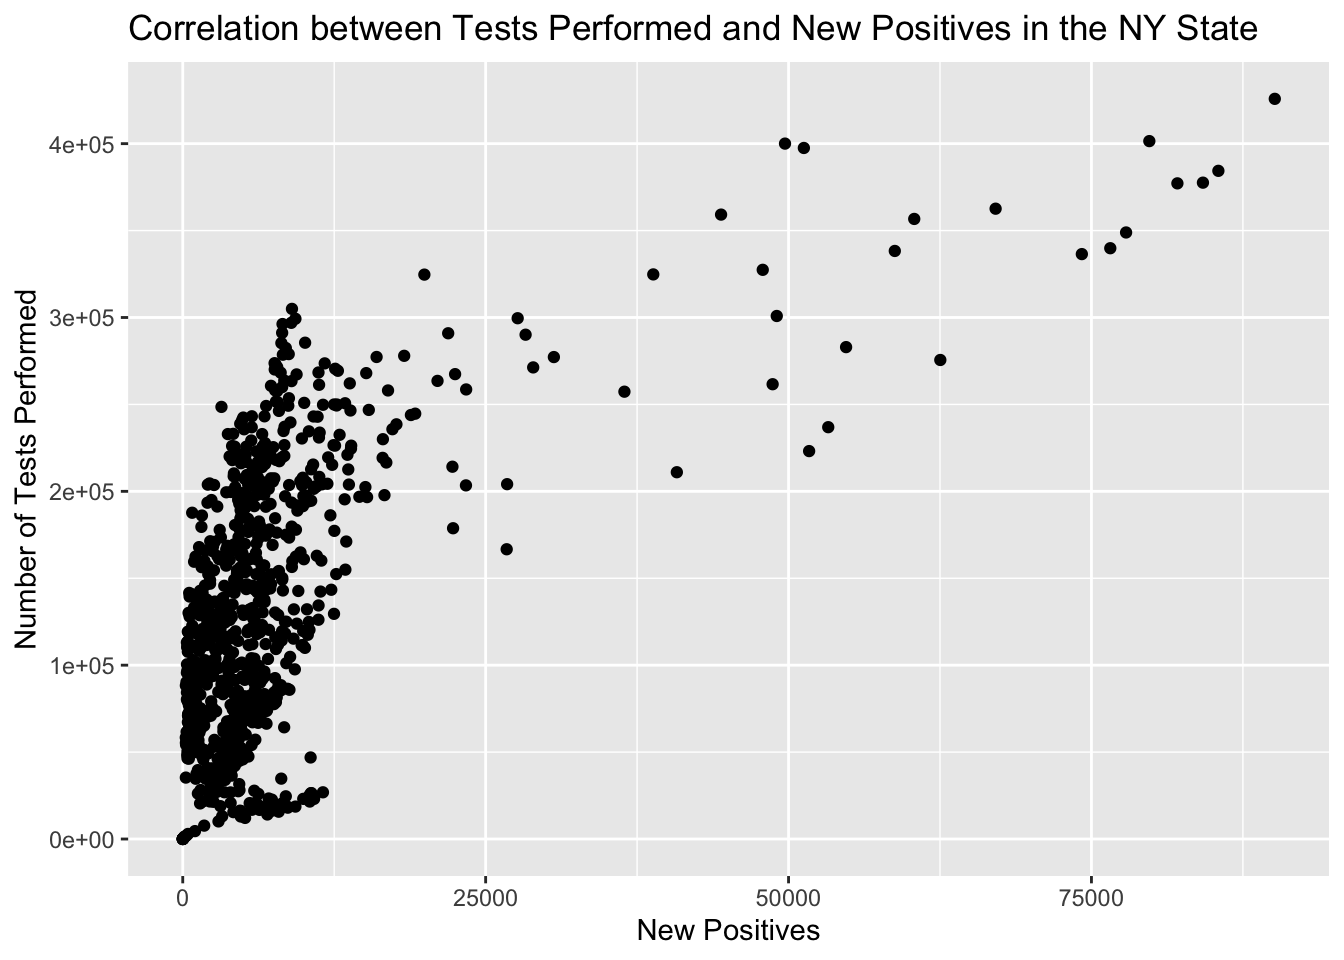 Correlation between Tests Performed and New Positives in the NY State
Number of Tests Performed
4e+05
3e+05
2e+05
1e+05
0e+00
0
25000
50000
75000
New Positives